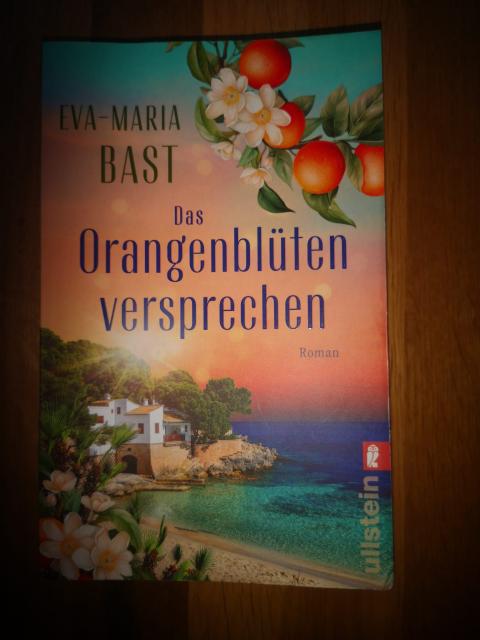 EVA-MARIA
BAST
Das
Orangenblüten
versprechen
Roman
ullstein